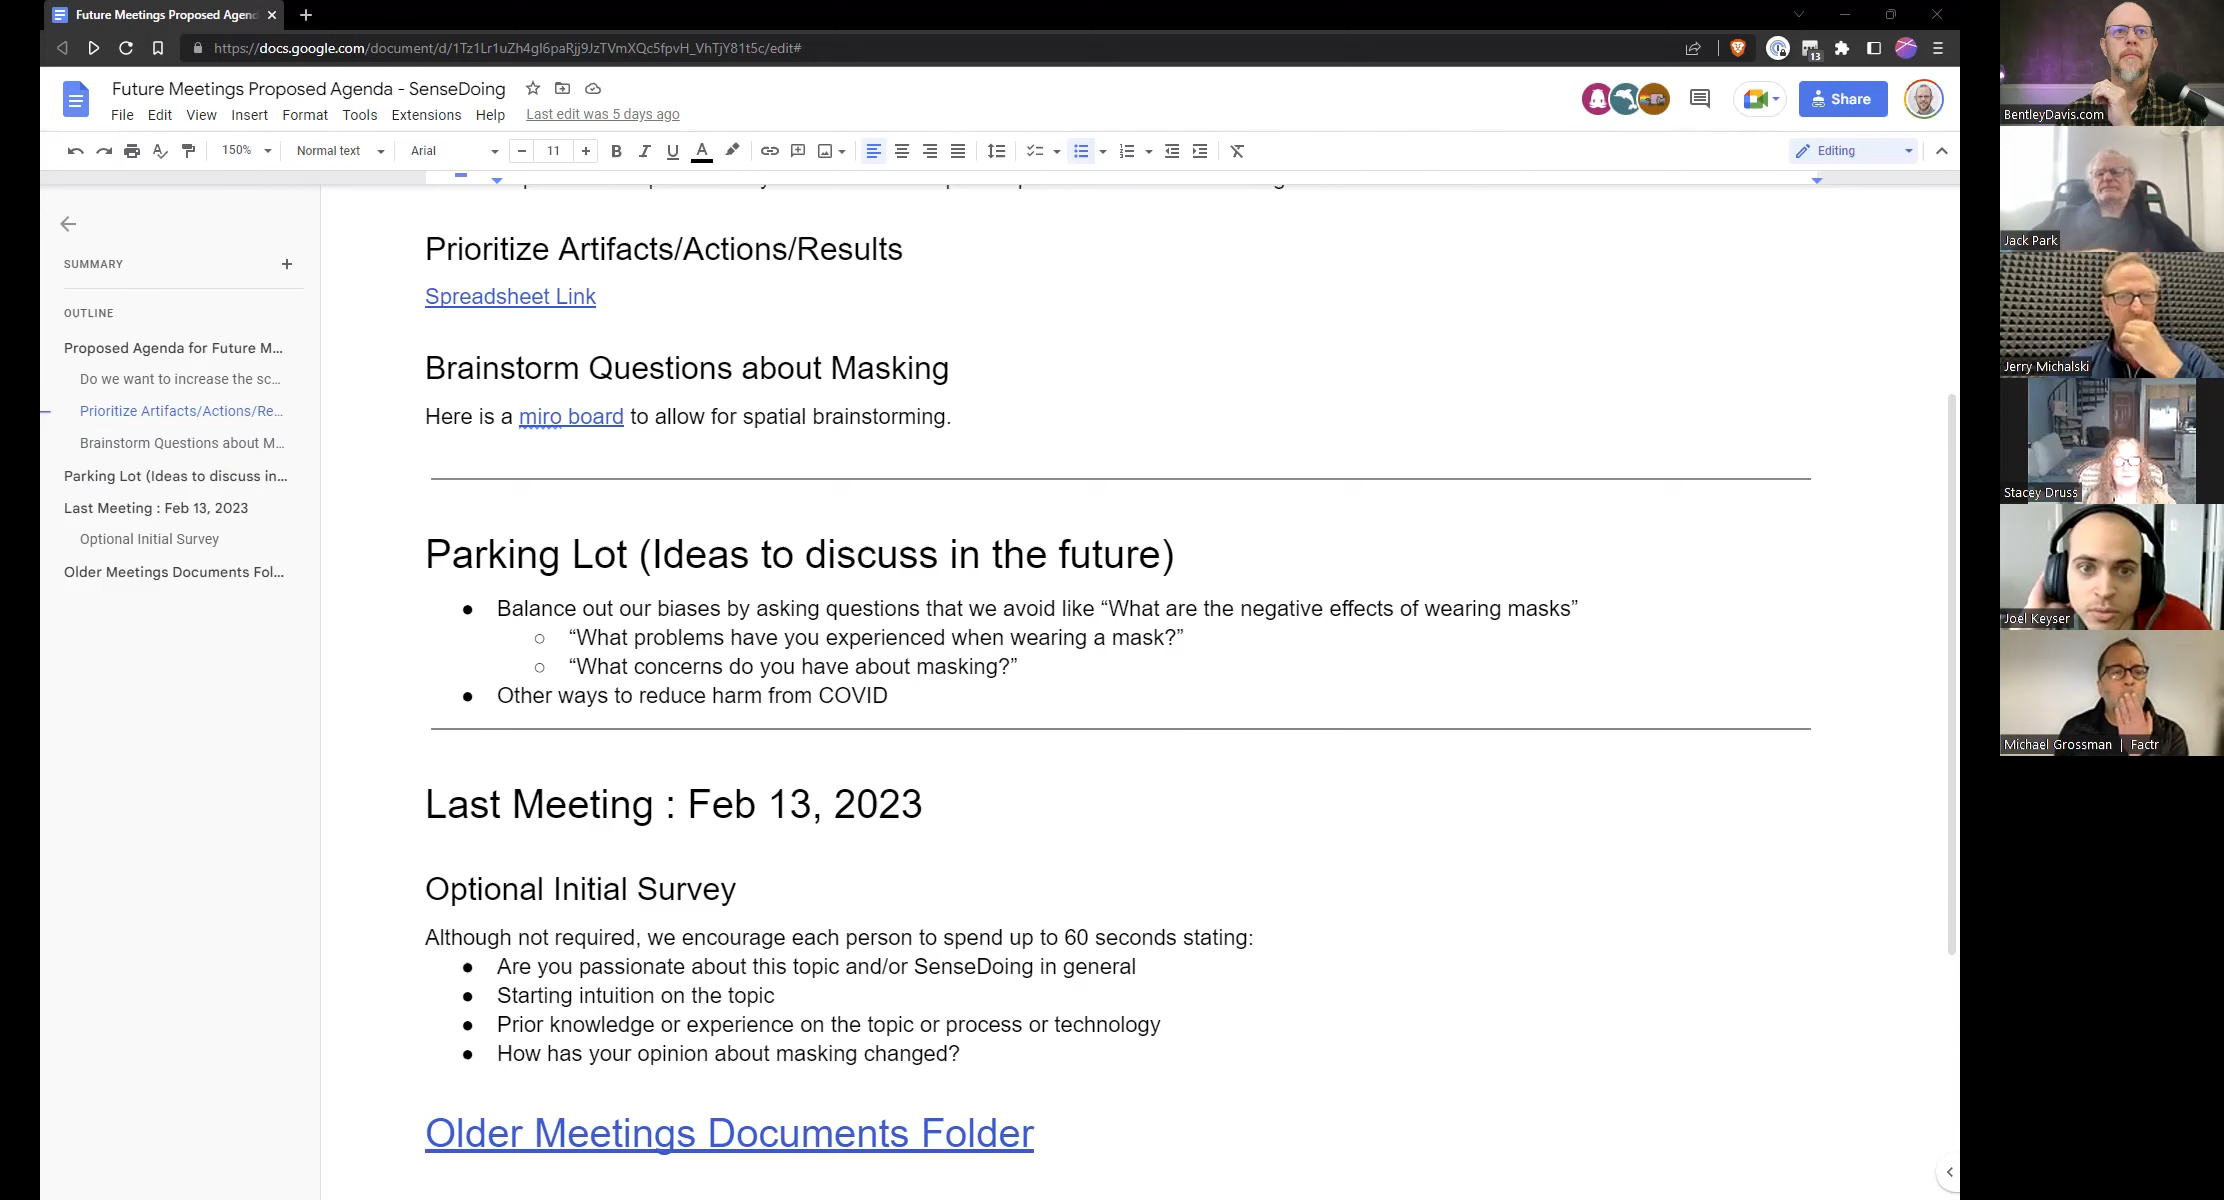 Future Meetings Proposed Agend
https://docs.google.com/document/d/1Tz1Lr1uZh4gl6paRjj9JzTVmXQc5fpvH_VhTjY81t5c/edit#
13
Future Meetings Proposed Agenda - SenseDoing
File Edit View Insert Format Tools Extensions Help Last edit was 5 days ago
Share
150% Normal text Arial 11 B I U A
Editing
SUMMARY
OUTLINE
Proposed Agenda for Future M...
Do we want to increase the sc...
Prioritize Artifacts/Actions/Re...
Brainstorm Questions about M...
Parking Lot (Ideas to discuss in...
Last Meeting : Feb 13, 2023
Optional Initial Survey
Older Meetings Documents Fol...
Prioritize Artifacts/Actions/Results
Spreadsheet Link
Brainstorm Questions about Masking
Here is a miro board to allow for spatial brainstorming.
Parking Lot (Ideas to discuss in the future)
● Balance out our biases by asking questions that we avoid like “What are the negative effects of wearing masks”
○ “What problems have you experienced when wearing a mask?”
○ “What concerns do you have about masking?”
● Other ways to reduce harm from COVID
Last Meeting : Feb 13, 2023
Optional Initial Survey
Although not required, we encourage each person to spend up to 60 seconds stating:
● Are you passionate about this topic and/or SenseDoing in general
● Starting intuition on the topic
● Prior knowledge or experience on the topic or process or technology
● How has your opinion about masking changed?
Older Meetings Documents Folder
BentleyDavis.com
Jack Park
Jerry Michalski
Stacey Druss
Joel Keyser
Michael Grossman | Factr